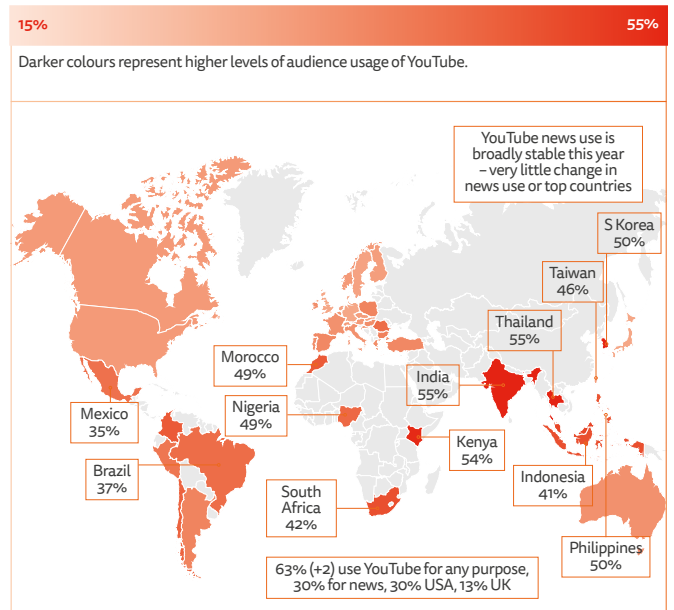 15%
55%
Darker colours represent higher levels of audience usage of YouTube.
YouTube news use is
broadly stable this year
– very little change in
news use or top countries
S Korea
50%
Taiwan
46%
Thailand
55%
Morocco
49%
India
55%
Mexico
35%
Nigeria
49%
Kenya
54%
Brazil
37%
Indonesia
41%
South
Africa
42%
Philippines
50%
63% (+2) use YouTube for any purpose,
30% for news, 30% USA, 13% UK